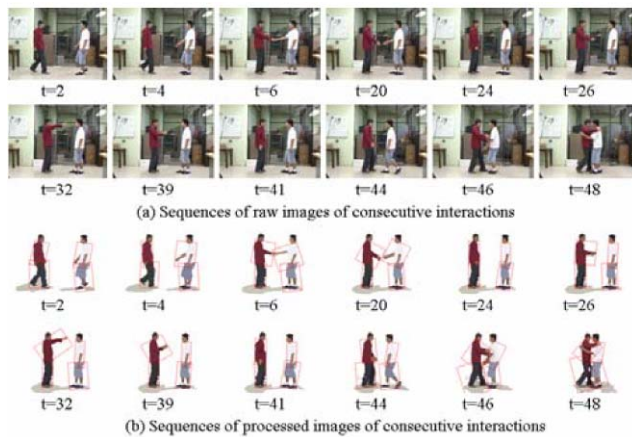 t=2 t=4 t=6 t=20 t=24 t=26
t=32 t=39 t=41 t=44 t=46 t=48
(a) Sequences of raw images of consecutive interactions
t=2 t=4 t=6 t=20 t=24 t=26
t=32 t=39 t=41 t=44 t=46 t=48
(b) Sequences of processed images of consecutive interactions